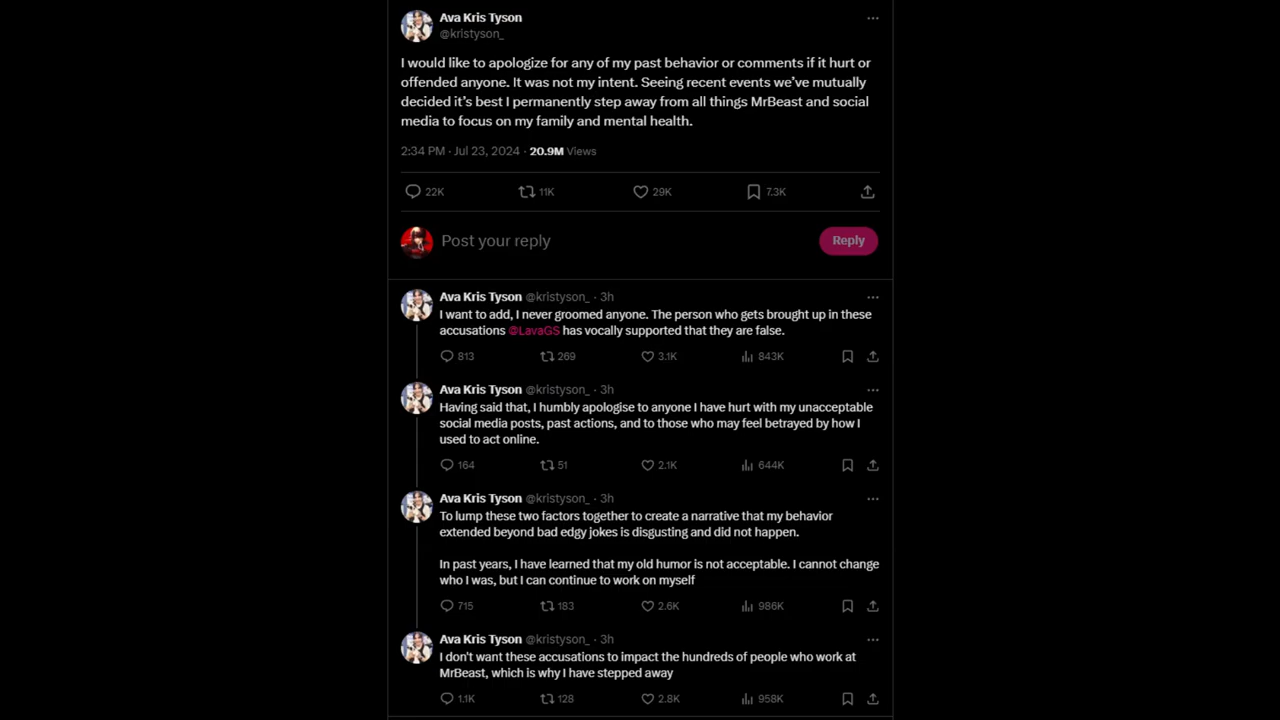 Ava Kris Tyson
@kristyson_
I would like to apologize for any of my past behavior or comments if it hurt or
offended anyone. It was not my intent. Seeing recent events we've mutually
decided it's best I permanently step away from all things MrBeast and social
media to focus on my family and mental health.
2:34 PM · Jul 23, 2024 · 20.9M Views
22K 11K 29K 7.3K
Post your reply Reply
Ava Kris Tyson @kristyson_ · 3h
I want to add, I never groomed anyone. The person who gets brought up in these
accusations @LavaGS has vocally supported that they are false.
813 269 3.1K 843K
Ava Kris Tyson @kristyson_ · 3h
Having said that, I humbly apologise to anyone I have hurt with my unacceptable
social media posts, past actions, and to those who may feel betrayed by how I
used to act online.
164 51 2.1K 644K
Ava Kris Tyson @kristyson_ · 3h
To lump these two factors together to create a narrative that my behavior
extended beyond bad edgy jokes is disgusting and did not happen.
In past years, I have learned that my old humor is not acceptable. I cannot change
who I was, but I can continue to work on myself
715 183 2.6K 986K
Ava Kris Tyson @kristyson_ · 3h
I don't want these accusations to impact the hundreds of people who work at
MrBeast, which is why I have stepped away
1.1K 128 2.8K 958K